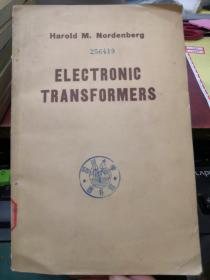 Harold M. Nordenberg
256419
ELECTRONIC
TRANSFORMERS